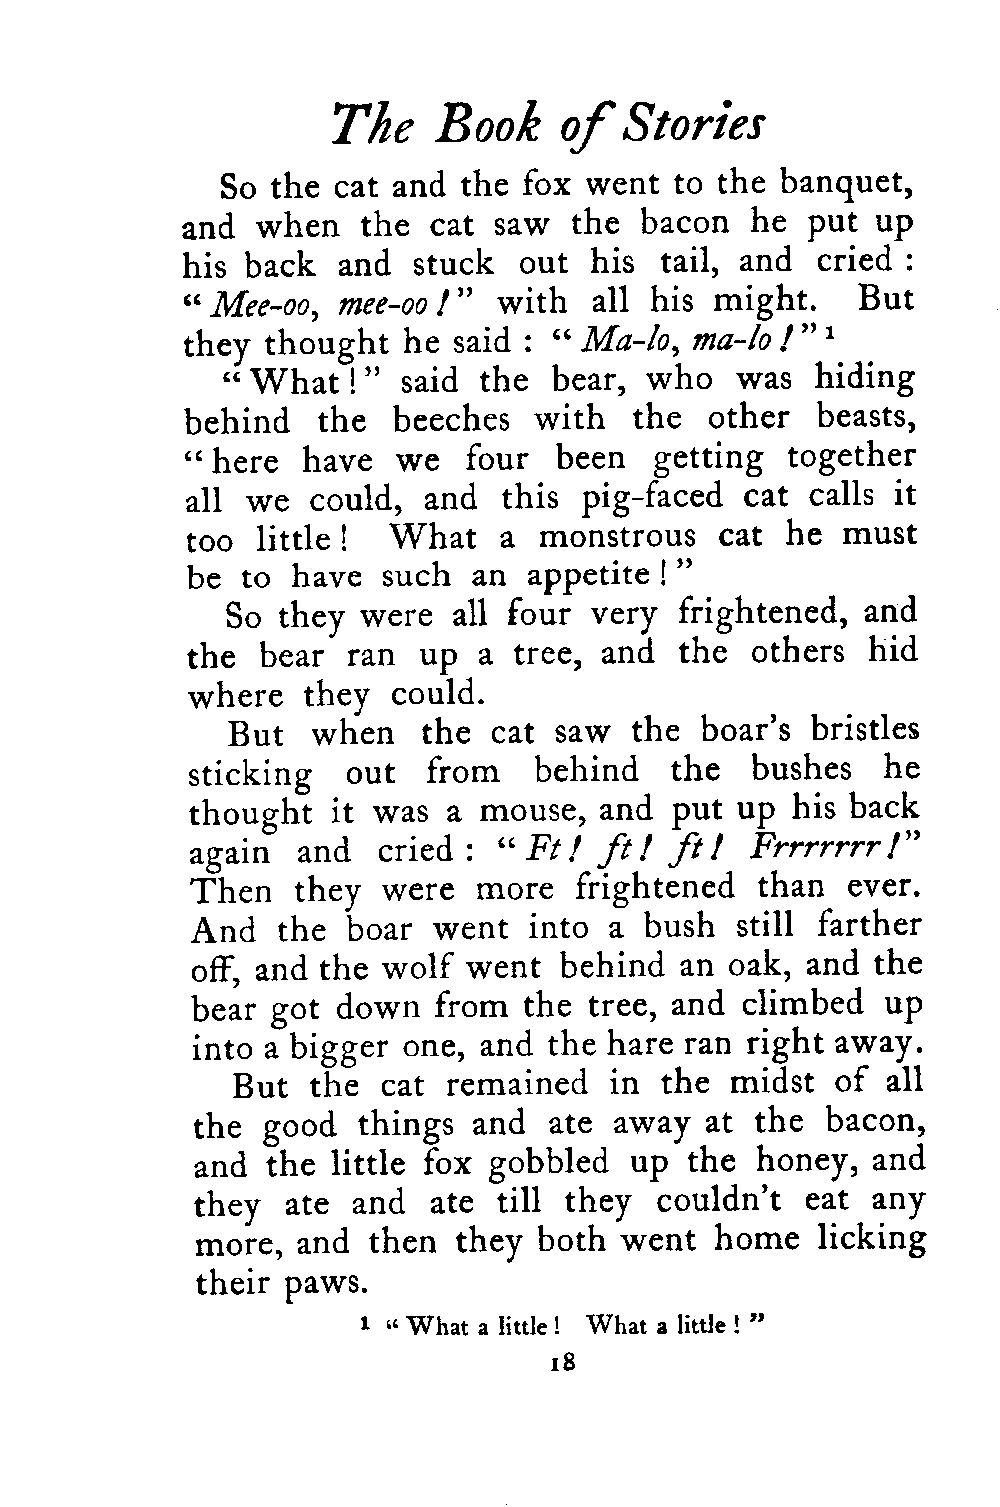 The Book of Stories
So the cat and the fox went to the banquet,
and when the cat saw the bacon he put up
his back and stuck out his tail, and cried :
“ Mee-oo, mee-oo ! ” with all his might. But
they thought he said : “ Ma-lo, ma-lo ! ” ¹
“ What ! ” said the bear, who was hiding
behind the beeches with the other beasts,
“ here have we four been getting together
all we could, and this pig-faced cat calls it
too little ! What a monstrous cat he must
be to have such an appetite ! ”
So they were all four very frightened, and
the bear ran up a tree, and the others hid
where they could.
But when the cat saw the boar’s bristles
sticking out from behind the bushes he
thought it was a mouse, and put up his back
again and cried : “ Ft ! ft ! ft ! Frrrrrrr ! ”
Then they were more frightened than ever.
And the boar went into a bush still farther
off, and the wolf went behind an oak, and the
bear got down from the tree, and climbed up
into a bigger one, and the hare ran right away.
But the cat remained in the midst of all
the good things and ate away at the bacon,
and the little fox gobbled up the honey, and
they ate and ate till they couldn’t eat any
more, and then they both went home licking
their paws.
¹ “ What a little ! What a little ! ”
18